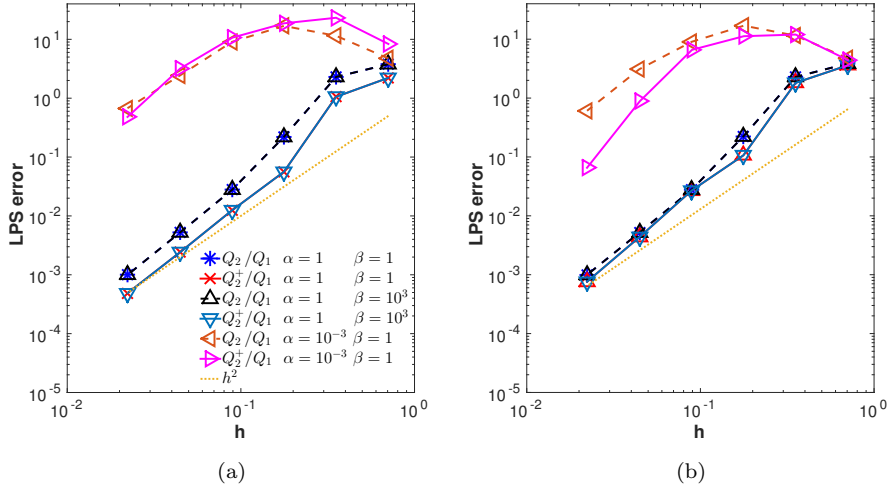 10^1
10^0
10^-1
10^-2
10^-3
10^-4
10^-5
LPS error
Q_2/Q_1 α = 1 β = 1
Q_2^+/Q_1 α = 1 β = 1
Q_2/Q_1 α = 1 β = 10^3
Q_2^+/Q_1 α = 1 β = 10^3
Q_2/Q_1 α = 10^-3 β = 1
Q_2^+/Q_1 α = 10^-3 β = 1
h^2
10^-2 10^-1 10^0
h
(a)
10^1
10^0
10^-1
10^-2
10^-3
10^-4
10^-5
LPS error
10^-2 10^-1 10^0
h
(b)